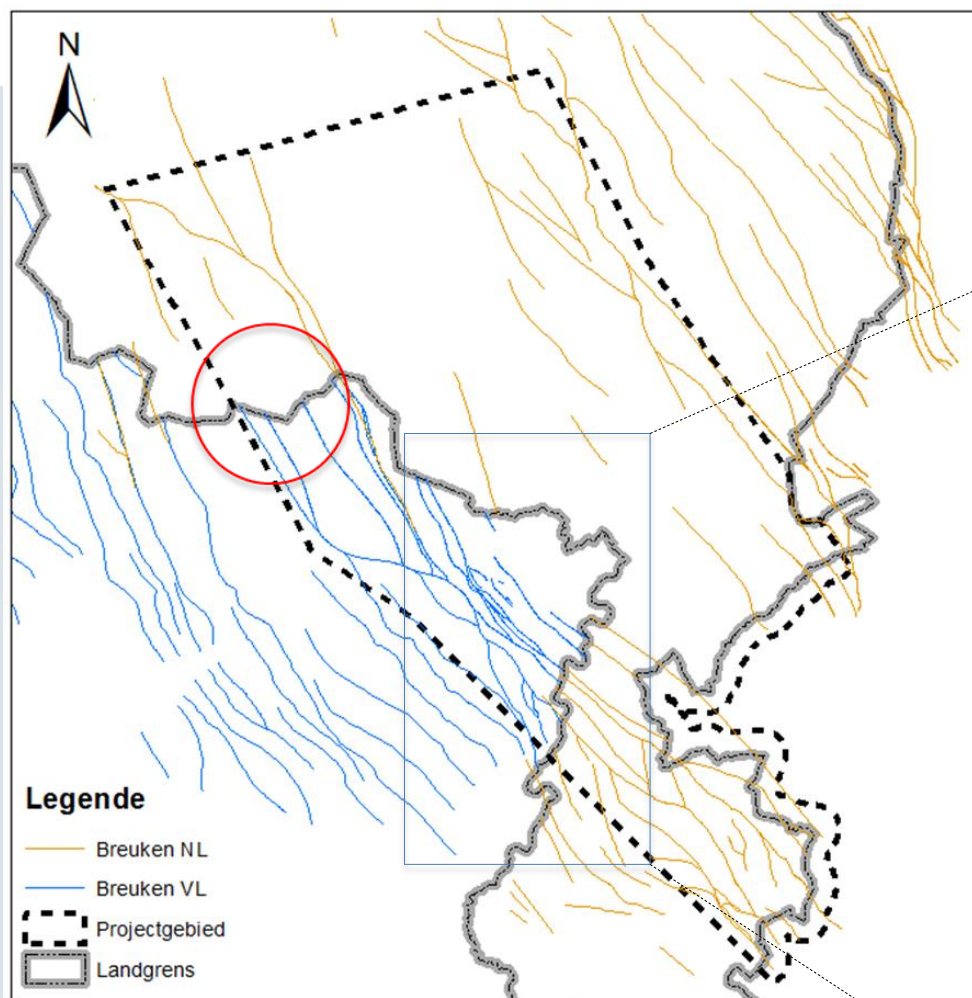 N
Legende
Breuken NL
Breuken VL
Projectgebied
Landgrens